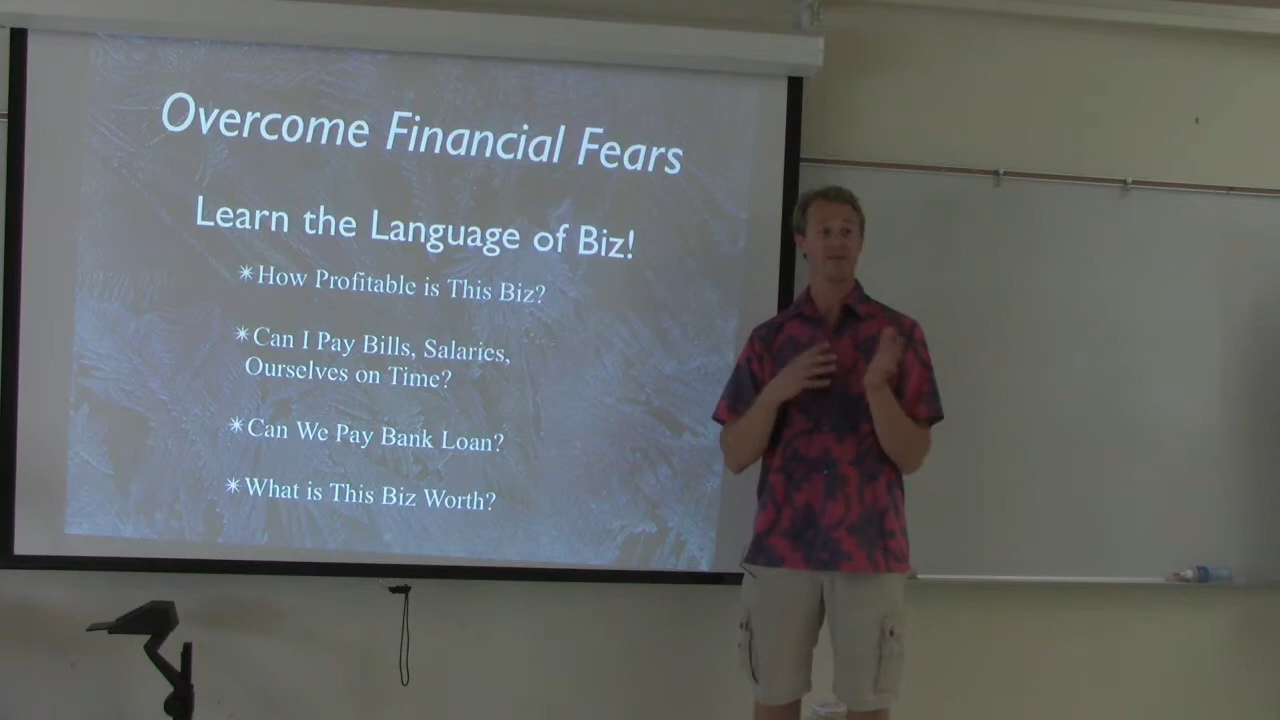 Overcome Financial Fears
Learn the Language of Biz!
✴How Profitable is This Biz?
✴Can I Pay Bills, Salaries,
Ourselves on Time?
✴Can We Pay Bank Loan?
✴What is This Biz Worth?